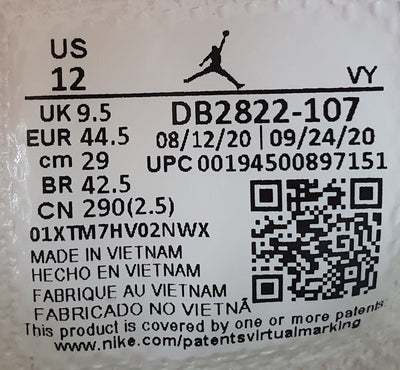 US
12
VY
UK 9.5
DB2822-107
EUR 44.5
08/12/20 | 09/24/20
cm 29
UPC 00194500897151
BR 42.5
CN 290(2.5)
01XTM7HV02NWX
MADE IN VIETNAM
HECHO EN VIETNAM
FABRIQUE AU VIETNAM
FABRICADO NO VIETNÃ
This product is covered by one or more patents.
www.nike.com/patentsvirtualmarking